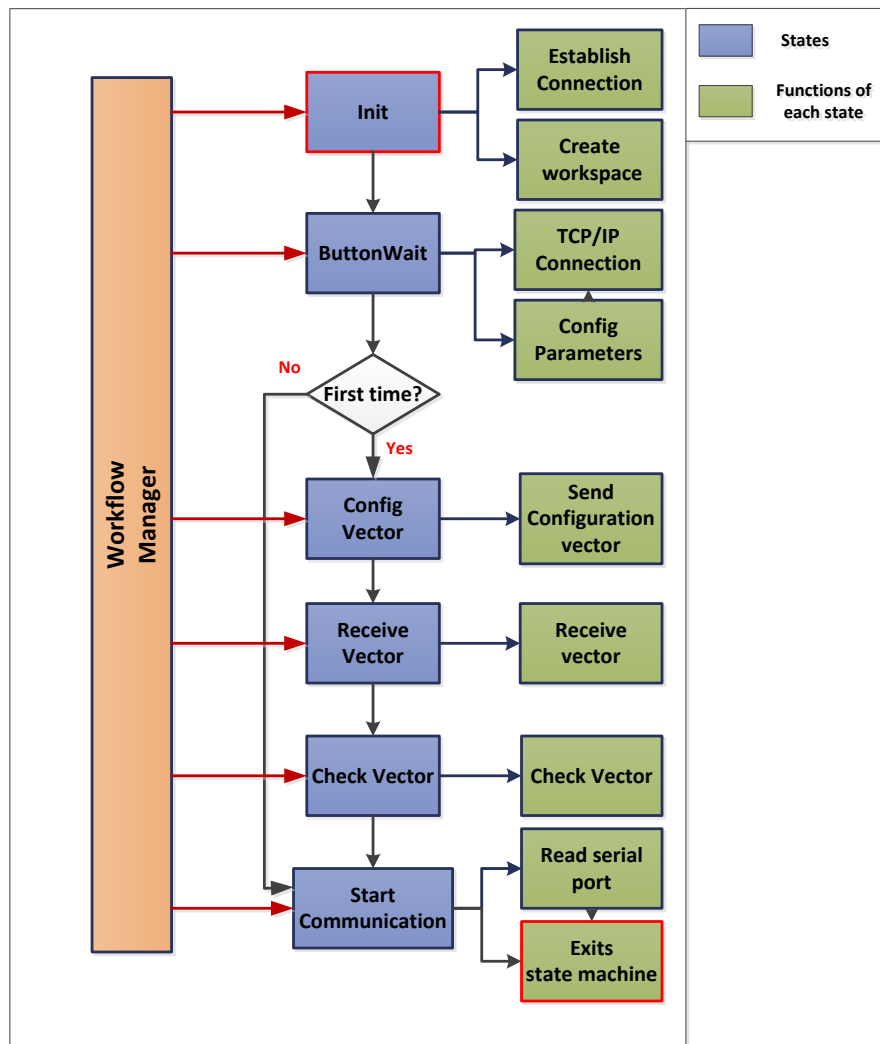 Establish
Connection
States
Functions of
each state
Init
Create
workspace
ButtonWait
TCP/IP
Connection
Config
Parameters
No
First time?
Yes
Workflow
Manager
Config
Vector
Send
Configuration
vector
Receive
Vector
Receive
vector
Check Vector
Check Vector
Start
Communication
Read serial
port
Exits
state machine